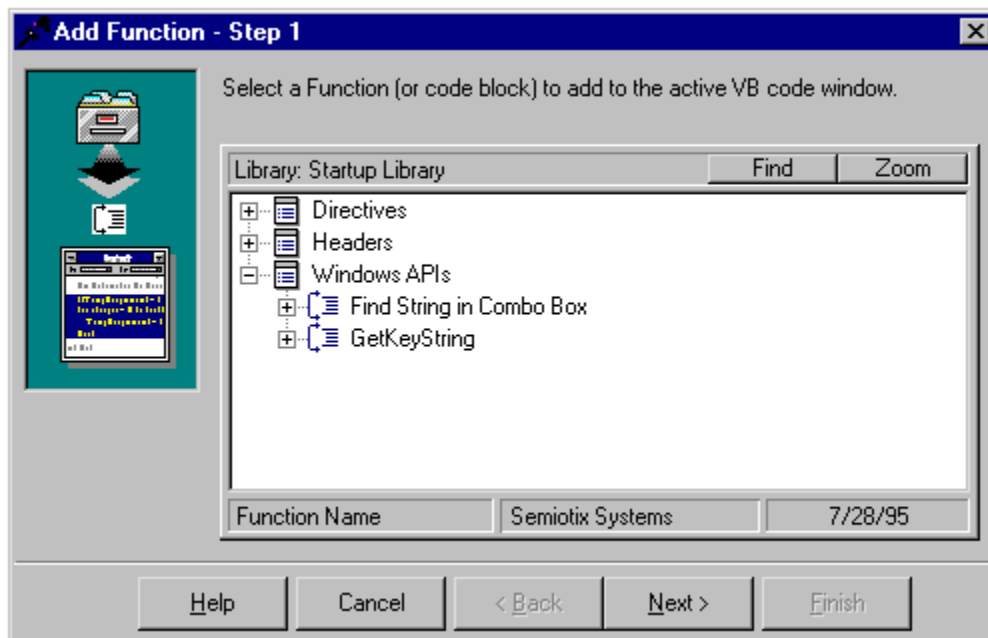 Add Function - Step 1
Select a Function (or code block) to add to the active VB code window.
Library: Startup Library Find Zoom
Directives
Headers
Windows APIs
Find String in Combo Box
GetKeyString
Function Name Semiotix Systems 7/28/95
Help Cancel < Back Next > Finish